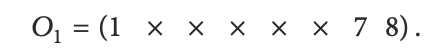 O₁ = (1 × × × × × 7 8).